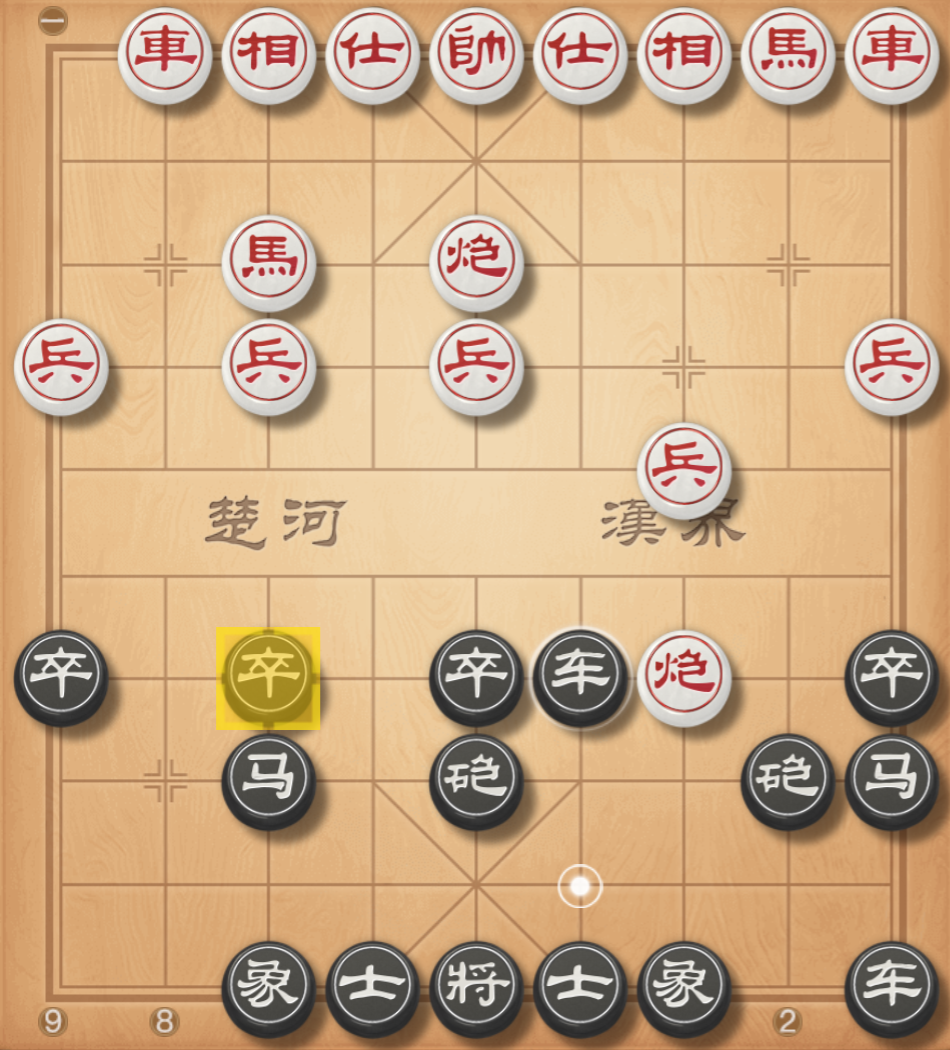 一
車 相 仕 帥 仕 相 馬 車
馬 炮
兵 兵 兵 兵
兵
楚河 漢界
卒 卒 卒 车 炮 卒
马 砲 砲 马
象 士 將 士 象 车
9 8 2